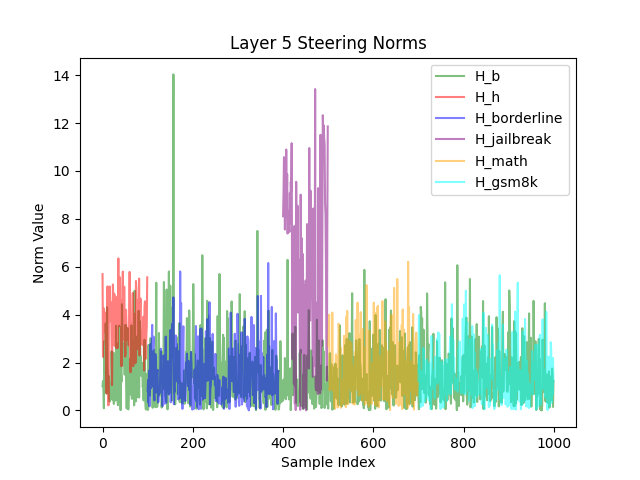 Layer 5 Steering Norms
14
12
10
8
6
4
2
0
Norm Value
H_b
H_h
H_borderline
H_jailbreak
H_math
H_gsm8k
0
200
400
600
800
1000
Sample Index